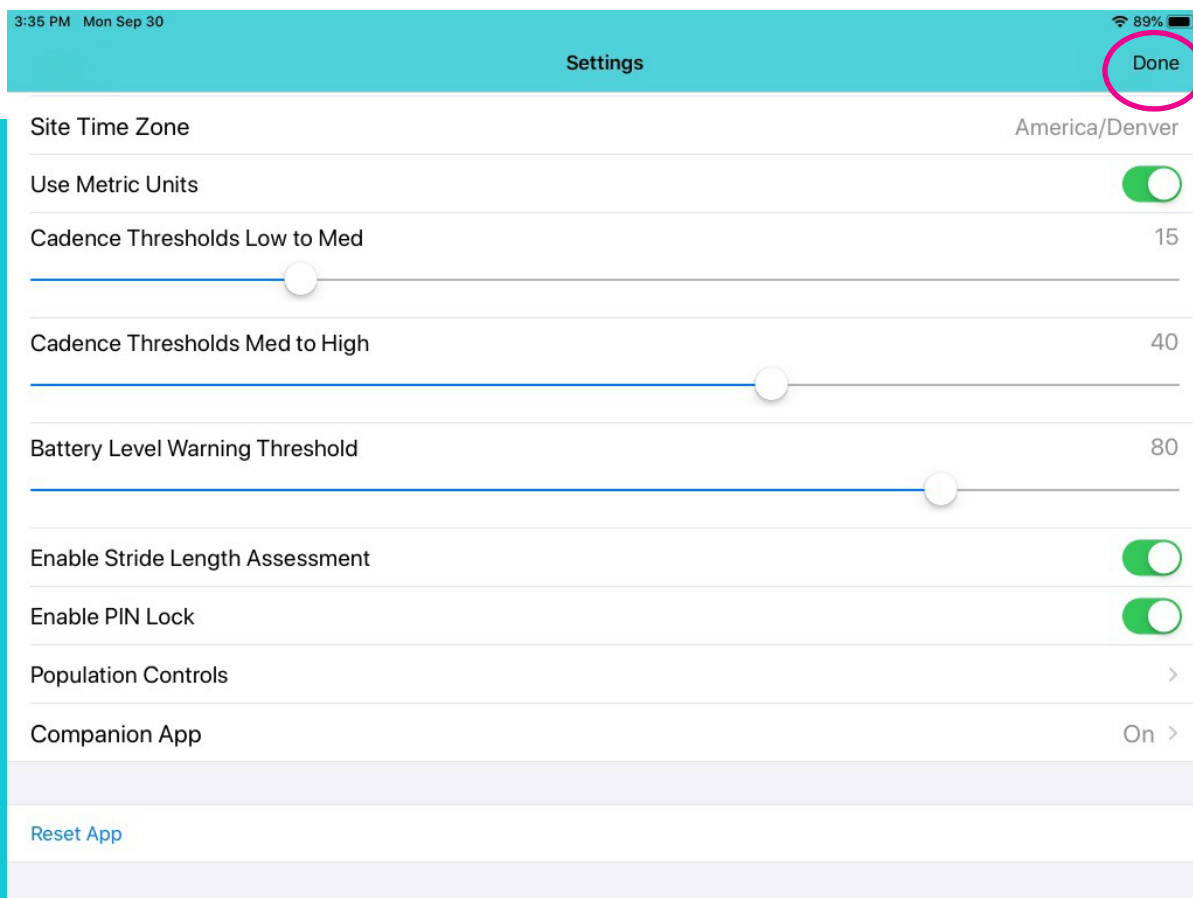 3:35 PM Mon Sep 30 89%
Settings Done
Site Time Zone America/Denver
Use Metric Units
Cadence Thresholds Low to Med 15
Cadence Thresholds Med to High 40
Battery Level Warning Threshold 80
Enable Stride Length Assessment
Enable PIN Lock
Population Controls
Companion App On
Reset App